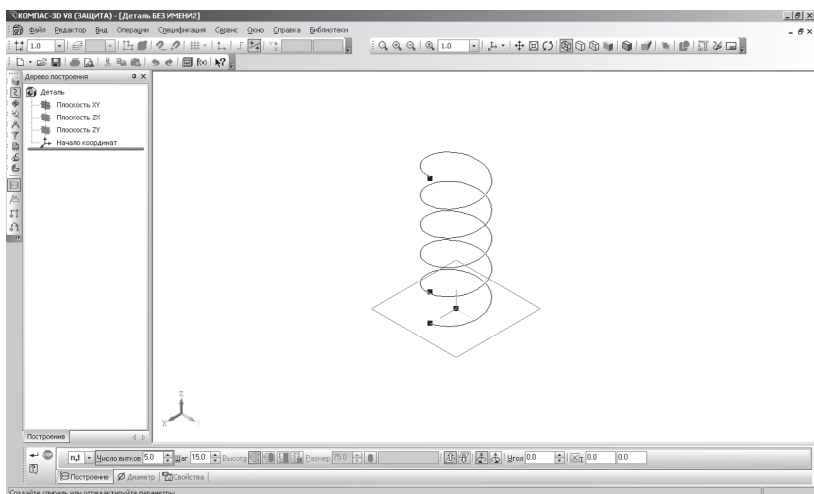 КОМПАС-3D V8 (ЗАЩИТА) - [Деталь БЕЗ ИМЕНИ2]
Файл Редактор Вид Операции Спецификация Сервис Окно Справка Библиотеки
1.0 1.0
f(x)
Дерево построения
Деталь
Плоскость XY
Плоскость ZX
Плоскость ZY
Начало координат
Z
X Y
Построение
n,t Число витков 5.0 Шаг 15.0 Высота Размер 75.0 Угол 0.0 0.0 0.0
Построение Диаметр Свойства
Создайте спираль или отредактируйте параметры